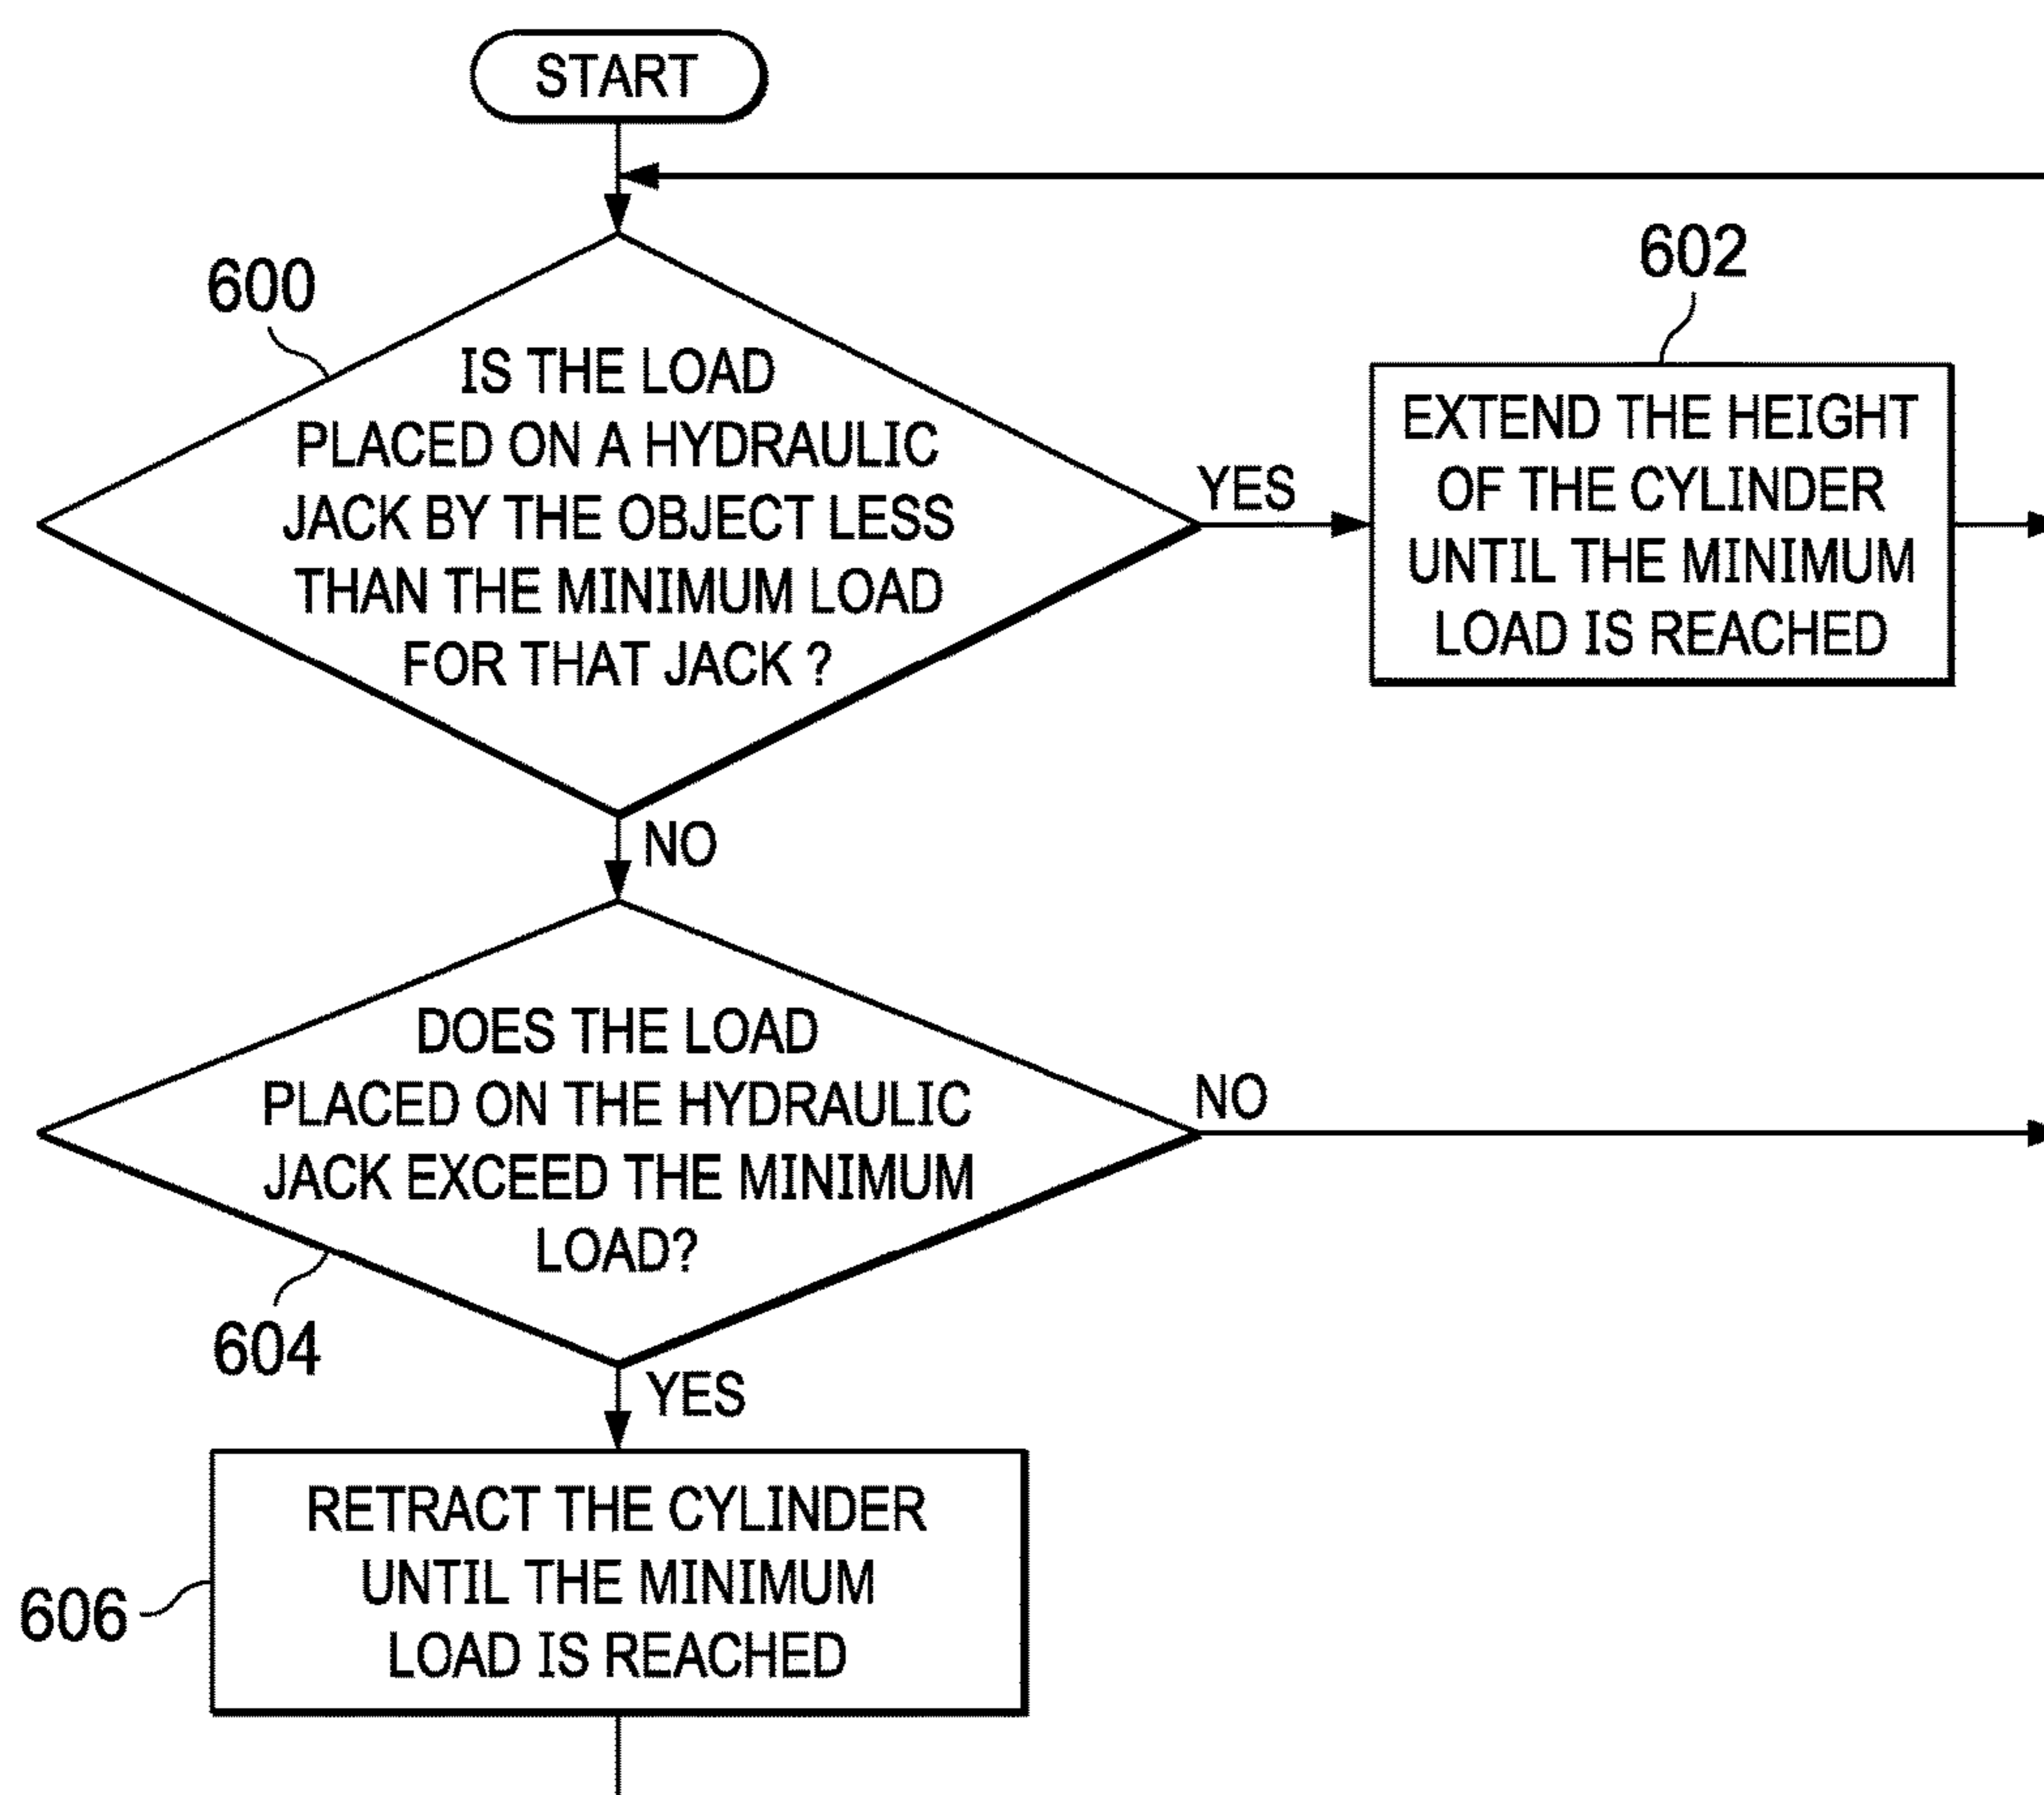 START
600
IS THE LOAD
PLACED ON A HYDRAULIC
JACK BY THE OBJECT LESS
THAN THE MINIMUM LOAD
FOR THAT JACK ?
YES
602
EXTEND THE HEIGHT
OF THE CYLINDER
UNTIL THE MINIMUM
LOAD IS REACHED
NO
DOES THE LOAD
PLACED ON THE HYDRAULIC
JACK EXCEED THE MINIMUM
LOAD?
NO
604
YES
RETRACT THE CYLINDER
UNTIL THE MINIMUM
LOAD IS REACHED
606